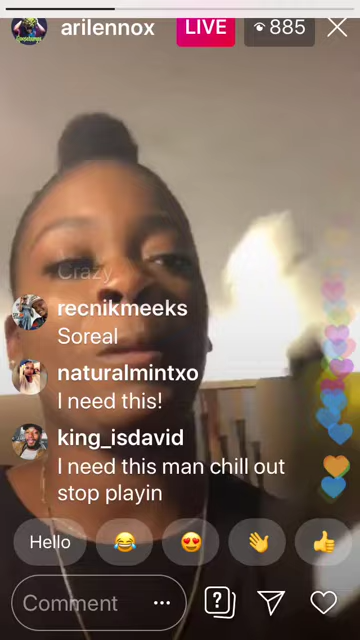 arilennox LIVE 885
Crazy
recnikmeeks
Soreal
naturalmintxo
I need this!
king_isdavid
I need this man chill out
stop playin
Hello
Comment